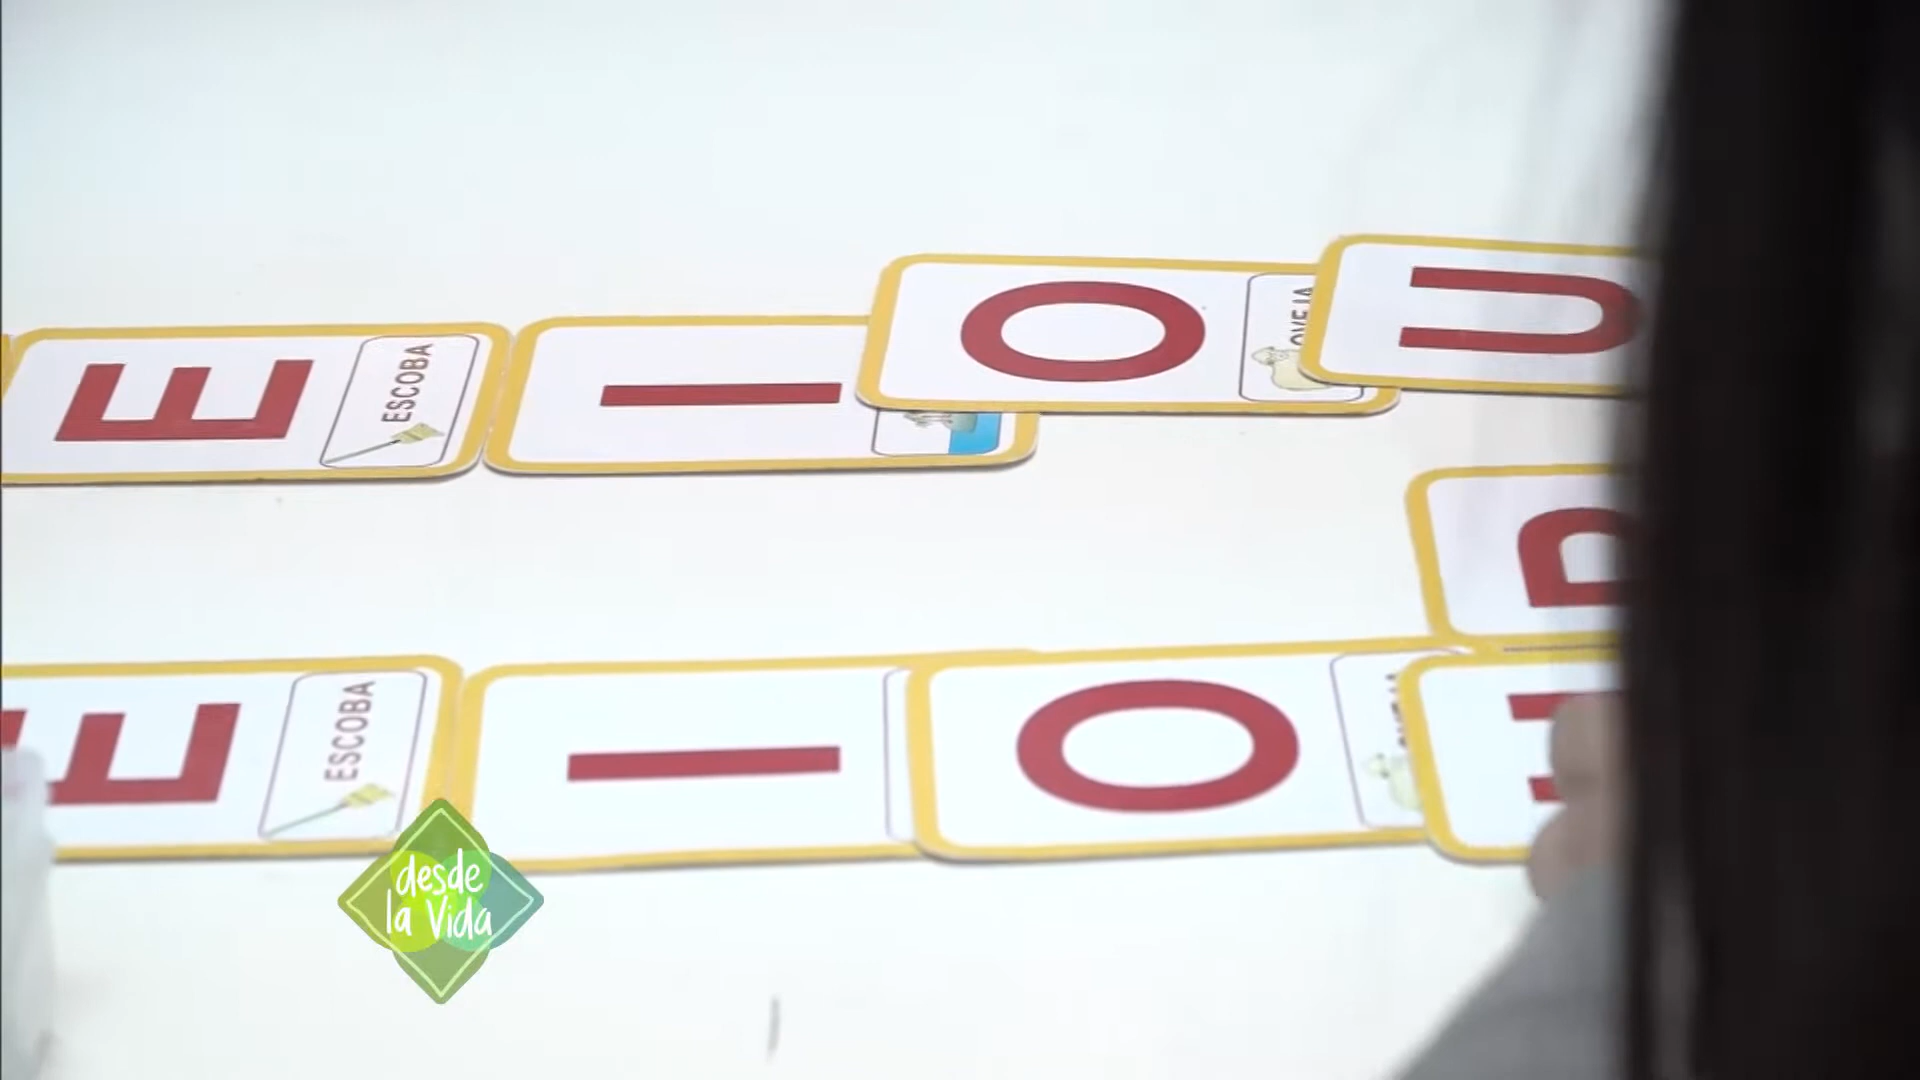 E ESCOBA
I
O OVEJA
U
E ESCOBA
I
O
desde
la Vida